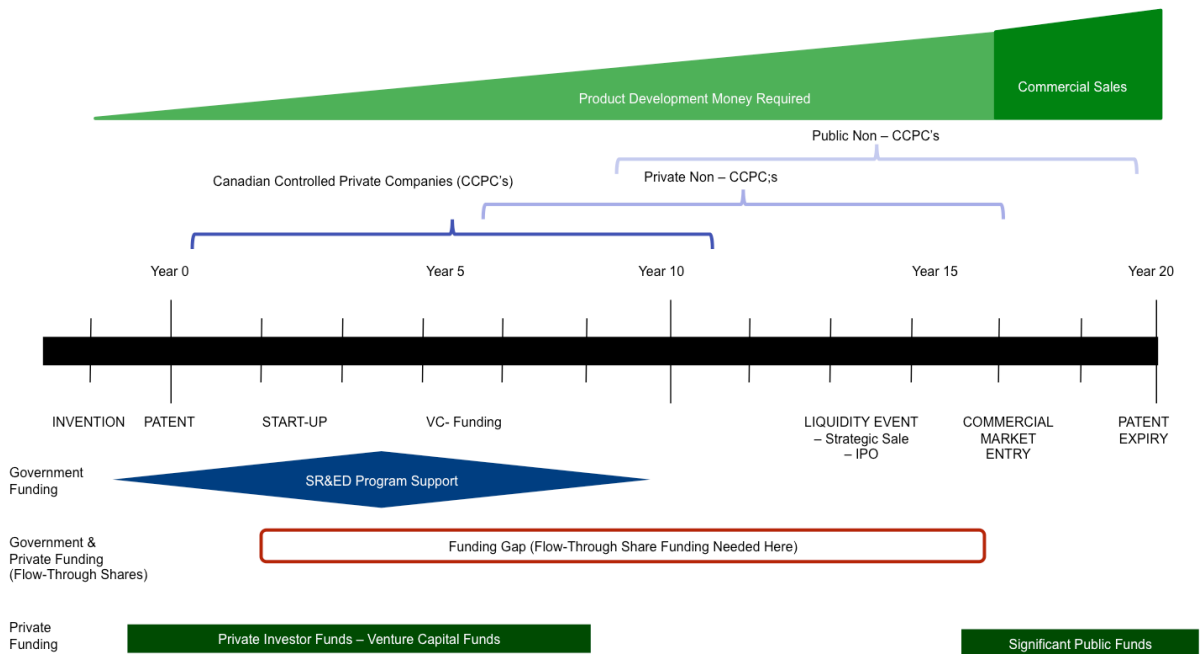 Product Development Money Required
Commercial Sales
Public Non – CCPC's
Private Non – CCPC;s
Canadian Controlled Private Companies (CCPC's)
Year 0
Year 5
Year 10
Year 15
Year 20
INVENTION
PATENT
START-UP
VC- Funding
LIQUIDITY EVENT
– Strategic Sale
– IPO
COMMERCIAL
MARKET
ENTRY
PATENT
EXPIRY
Government
Funding
SR&ED Program Support
Government &
Private Funding
(Flow-Through Shares)
Funding Gap (Flow-Through Share Funding Needed Here)
Private
Funding
Private Investor Funds – Venture Capital Funds
Significant Public Funds